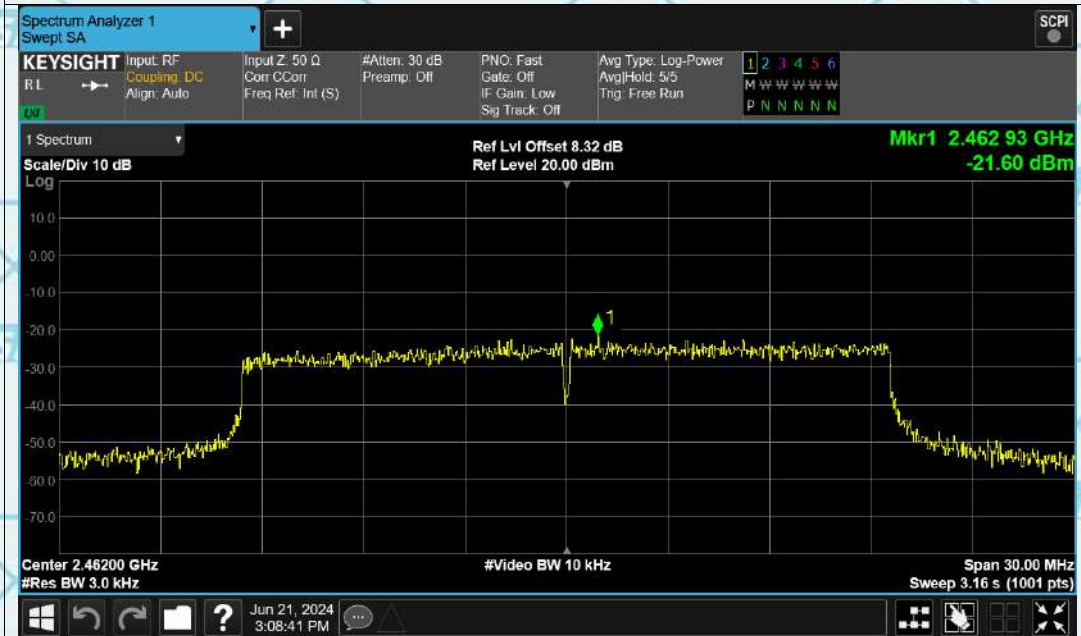 Spectrum Analyzer 1
Swept SA
+
SCPI
KEYSIGHT
R L
LXI
Input: RF
Coupling: DC
Align: Auto
Input Z: 50 Ω
Corr CCorr
Freq Ref: Int (S)
#Atten: 30 dB
Preamp: Off
PNO: Fast
Gate: Off
IF Gain: Low
Sig Track: Off
Avg Type: Log-Power
Avg|Hold: 5/5
Trig: Free Run
1 2 3 4 5 6
M W W W W W
P N N N N N
1 Spectrum
Scale/Div 10 dB
Log
Ref Lvl Offset 8.32 dB
Ref Level 20.00 dBm
Mkr1 2.462 93 GHz
-21.60 dBm
10.0
0.00
-10.0
-20.0
-30.0
-40.0
-50.0
-60.0
-70.0
1
Center 2.46200 GHz
#Res BW 3.0 kHz
#Video BW 10 kHz
Span 30.00 MHz
Sweep 3.16 s (1001 pts)
?
Jun 21, 2024
3:08:41 PM